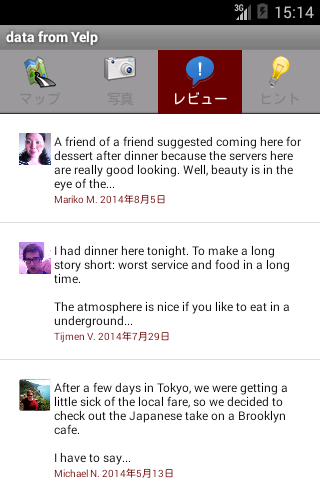 3G 15:14
data from Yelp
マップ 写真 レビュー ヒント
A friend of a friend suggested coming here for
dessert after dinner because the servers here
are really good looking. Well, beauty is in the
eye of the...
Mariko M. 2014年8月5日
I had dinner here tonight. To make a long
story short: worst service and food in a long
time.
The atmosphere is nice if you like to eat in a
underground...
Tijmen V. 2014年7月29日
After a few days in Tokyo, we were getting a
little sick of the local fare, so we decided to
check out the Japanese take on a Brooklyn
cafe.
I have to say...
Michael N. 2014年5月13日